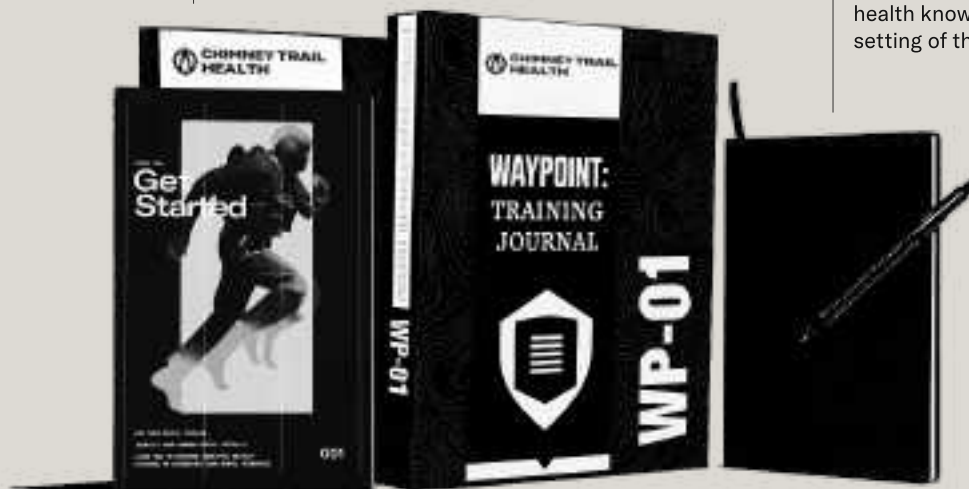 health know
setting of th
CHIMNEY TRAIL
HEALTH
Get
Started
001
CHIMNEY TRAIL
HEALTH
WAYPOINT:
TRAINING
JOURNAL
WP-01
WP-01